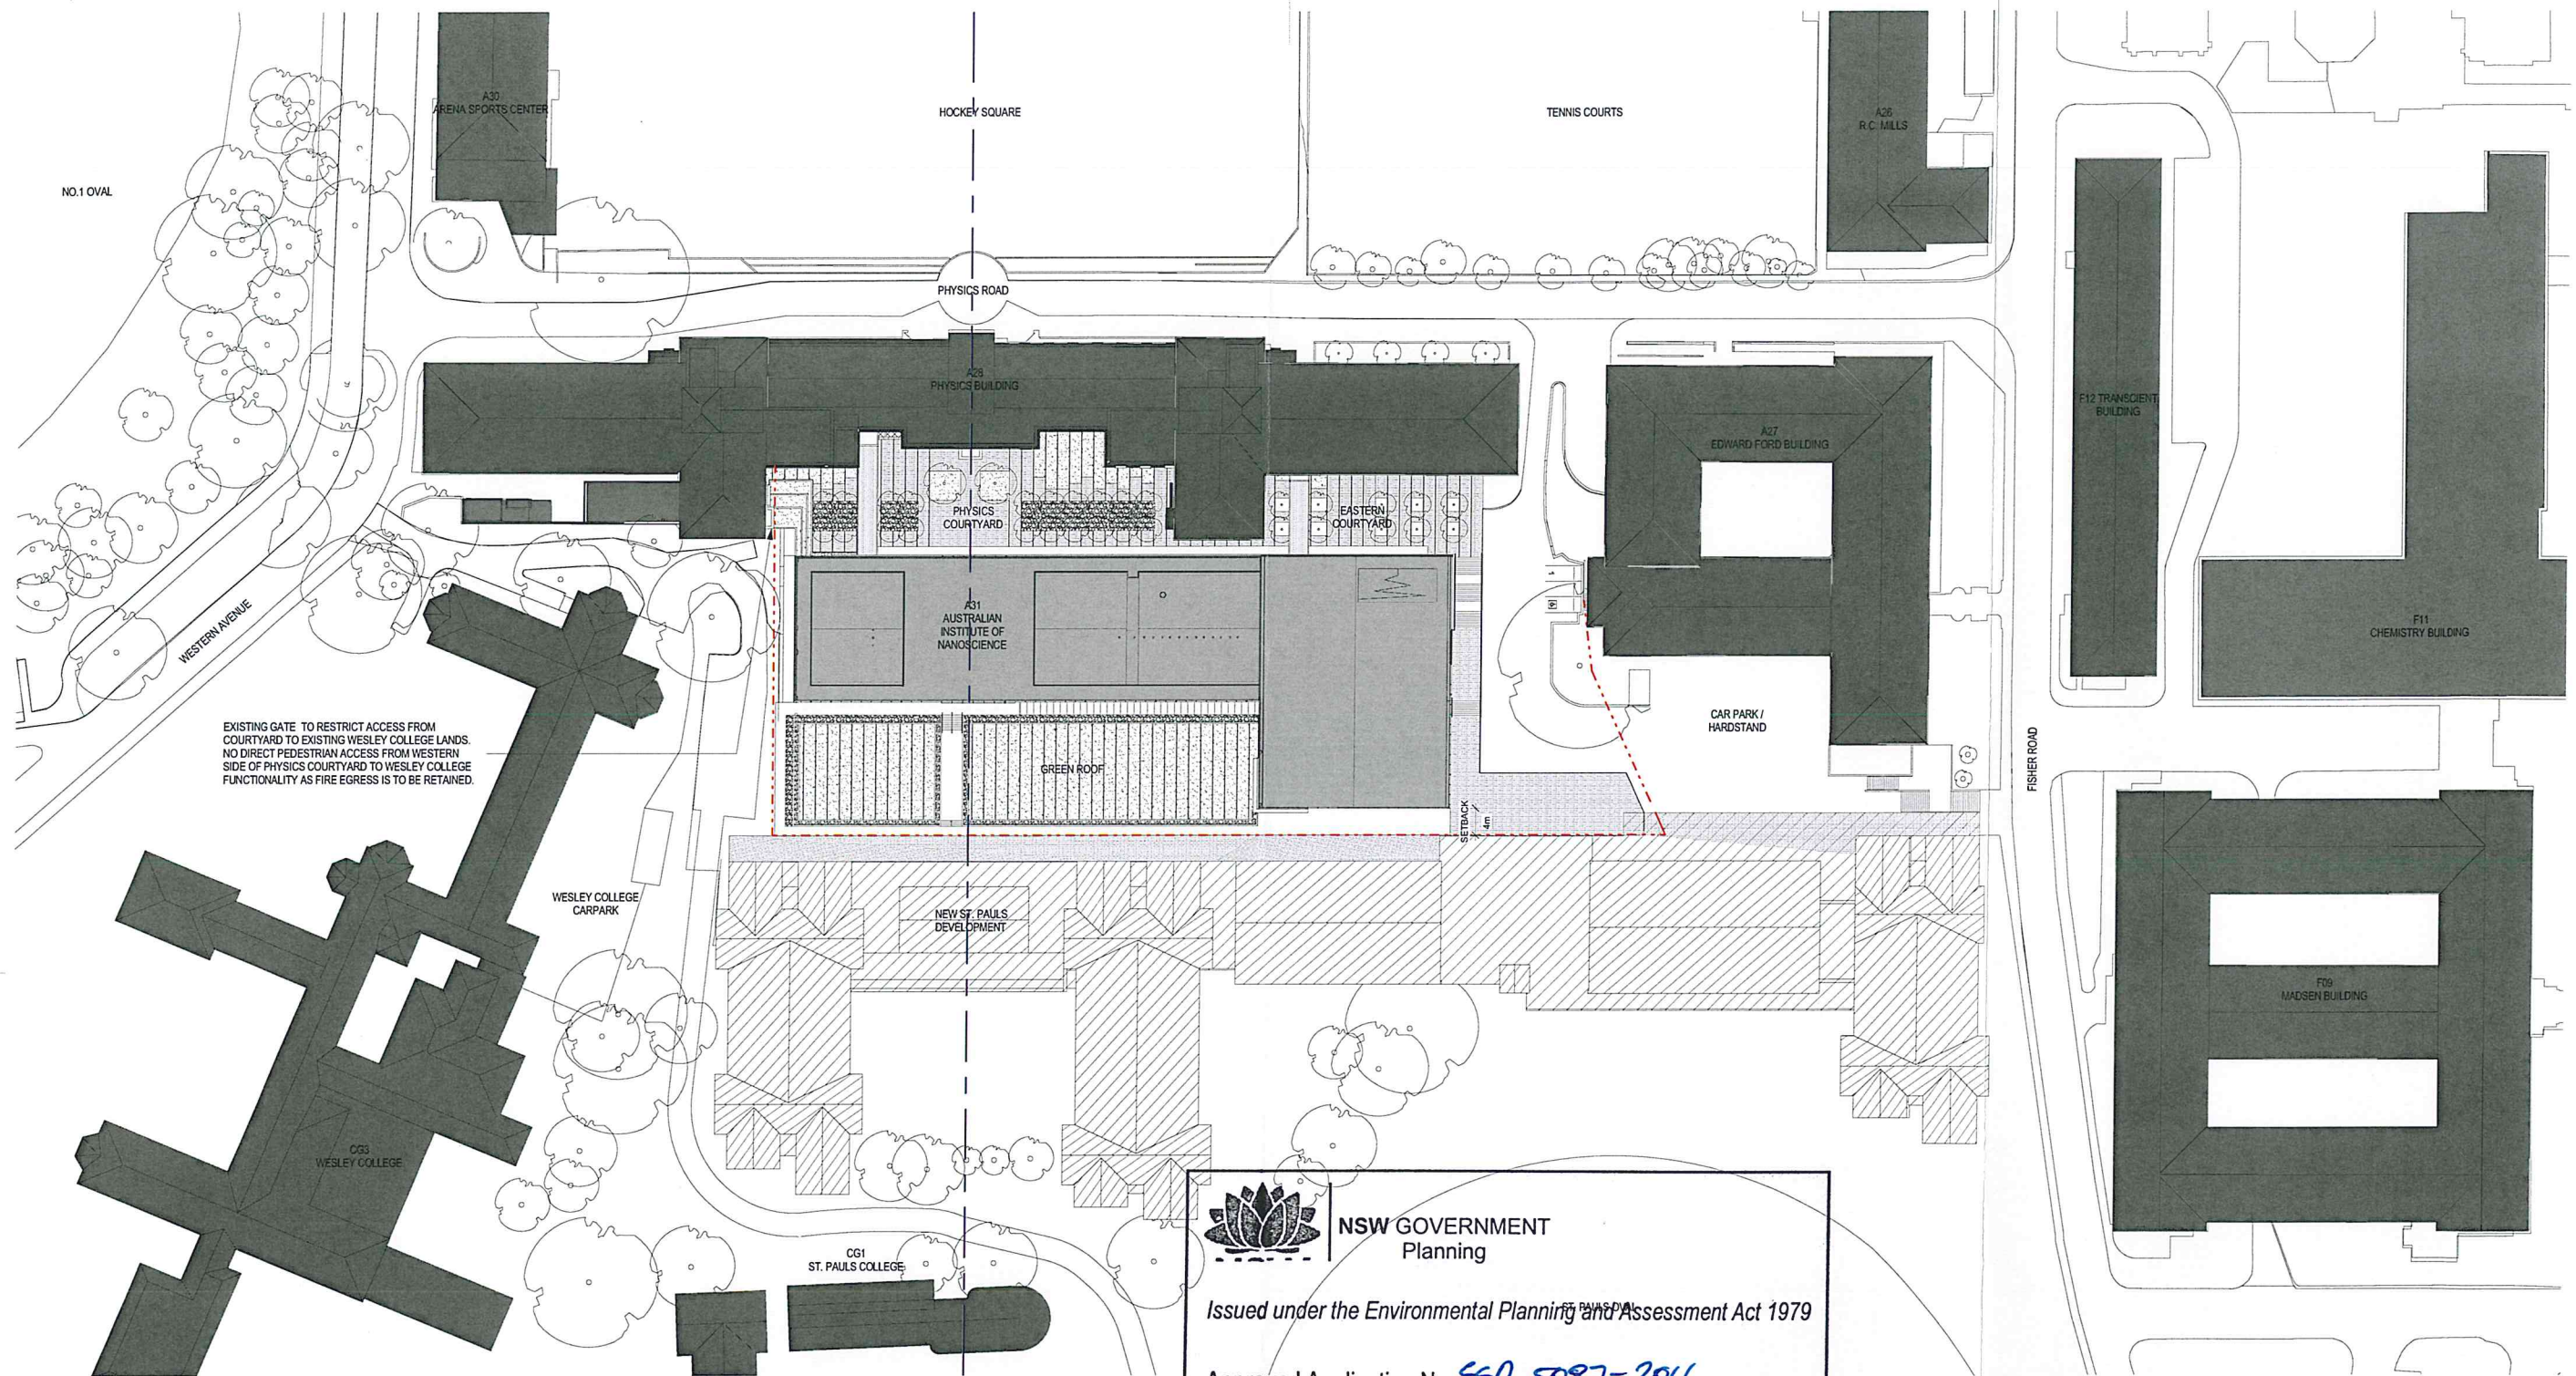 A30
ARENA SPORTS CENTER
HOCKEY SQUARE
TENNIS COURTS
A26
R.C. MILLS
NO.1 OVAL
PHYSICS ROAD
A28
PHYSICS BUILDING
F12 TRANSCIENT
BUILDING
A27
EDWARD FORD BUILDING
PHYSICS
COURTYARD
EASTERN
COURTYARD
A31
AUSTRALIAN
INSTITUTE OF
NANOSCIENCE
WESTERN AVENUE
F11
CHEMISTRY BUILDING
EXISTING GATE TO RESTRICT ACCESS FROM
COURTYARD TO EXISTING WESLEY COLLEGE LANDS.
NO DIRECT PEDESTRIAN ACCESS FROM WESTERN
SIDE OF PHYSICS COURTYARD TO WESLEY COLLEGE
FUNCTIONALITY AS FIRE EGRESS IS TO BE RETAINED.
CAR PARK /
HARDSTAND
GREEN ROOF
FISHER ROAD
SETBACK
4m
WESLEY COLLEGE
CARPARK
NEW ST. PAULS
DEVELOPMENT
F09
MADSEN BUILDING
CG3
WESLEY COLLEGE
CG1
ST. PAULS COLLEGE
NSW GOVERNMENT
Planning
ST. PAULS OVAL
Issued under the Environmental Planning and Assessment Act 1979